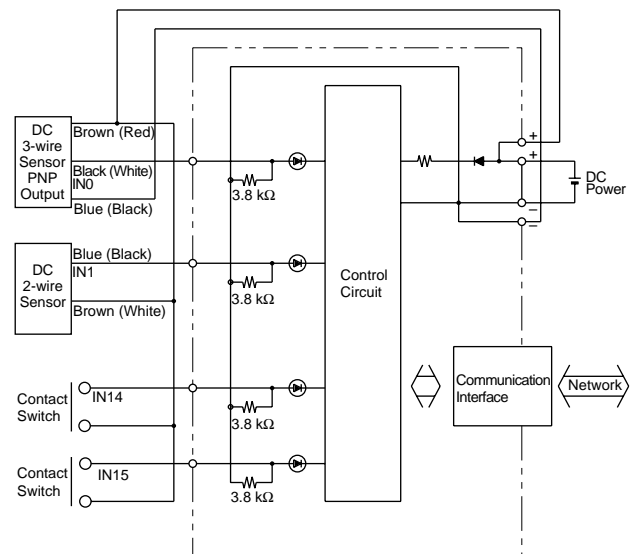 DC
3-wire
Sensor
PNP
Output
Brown (Red)
Black (White)
IN0
Blue (Black)
3.8 kΩ
+
+
−
−
DC
Power
DC
2-wire
Sensor
Blue (Black)
IN1
Brown (White)
3.8 kΩ
Control
Circuit
Contact
Switch
IN14
3.8 kΩ
Communication
Interface
Network
Contact
Switch
IN15
3.8 kΩ